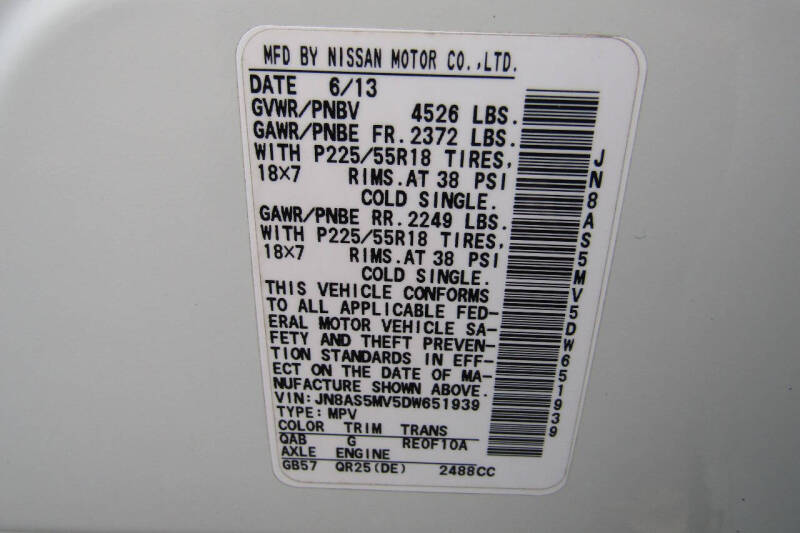 MFD BY NISSAN MOTOR CO.,LTD.
DATE 6/13
GVWR/PNBV 4526 LBS.
GAWR/PNBE FR. 2372 LBS.
WITH P225/55R18 TIRES,
18×7 RIMS. AT 38 PSI
COLD SINGLE.
GAWR/PNBE RR. 2249 LBS.
WITH P225/55R18 TIRES,
18×7 RIMS. AT 38 PSI
COLD SINGLE.
THIS VEHICLE CONFORMS
TO ALL APPLICABLE FED-
ERAL MOTOR VEHICLE SA-
FETY AND THEFT PREVEN-
TION STANDARDS IN EFF-
ECT ON THE DATE OF MA-
NUFACTURE SHOWN ABOVE.
VIN: JN8AS5MV5DW651939
TYPE: MPV
COLOR TRIM TRANS
QAB G RE0F10A
AXLE ENGINE
GB57 QR25(DE) 2488CC
JN8AS5MV5DW651939